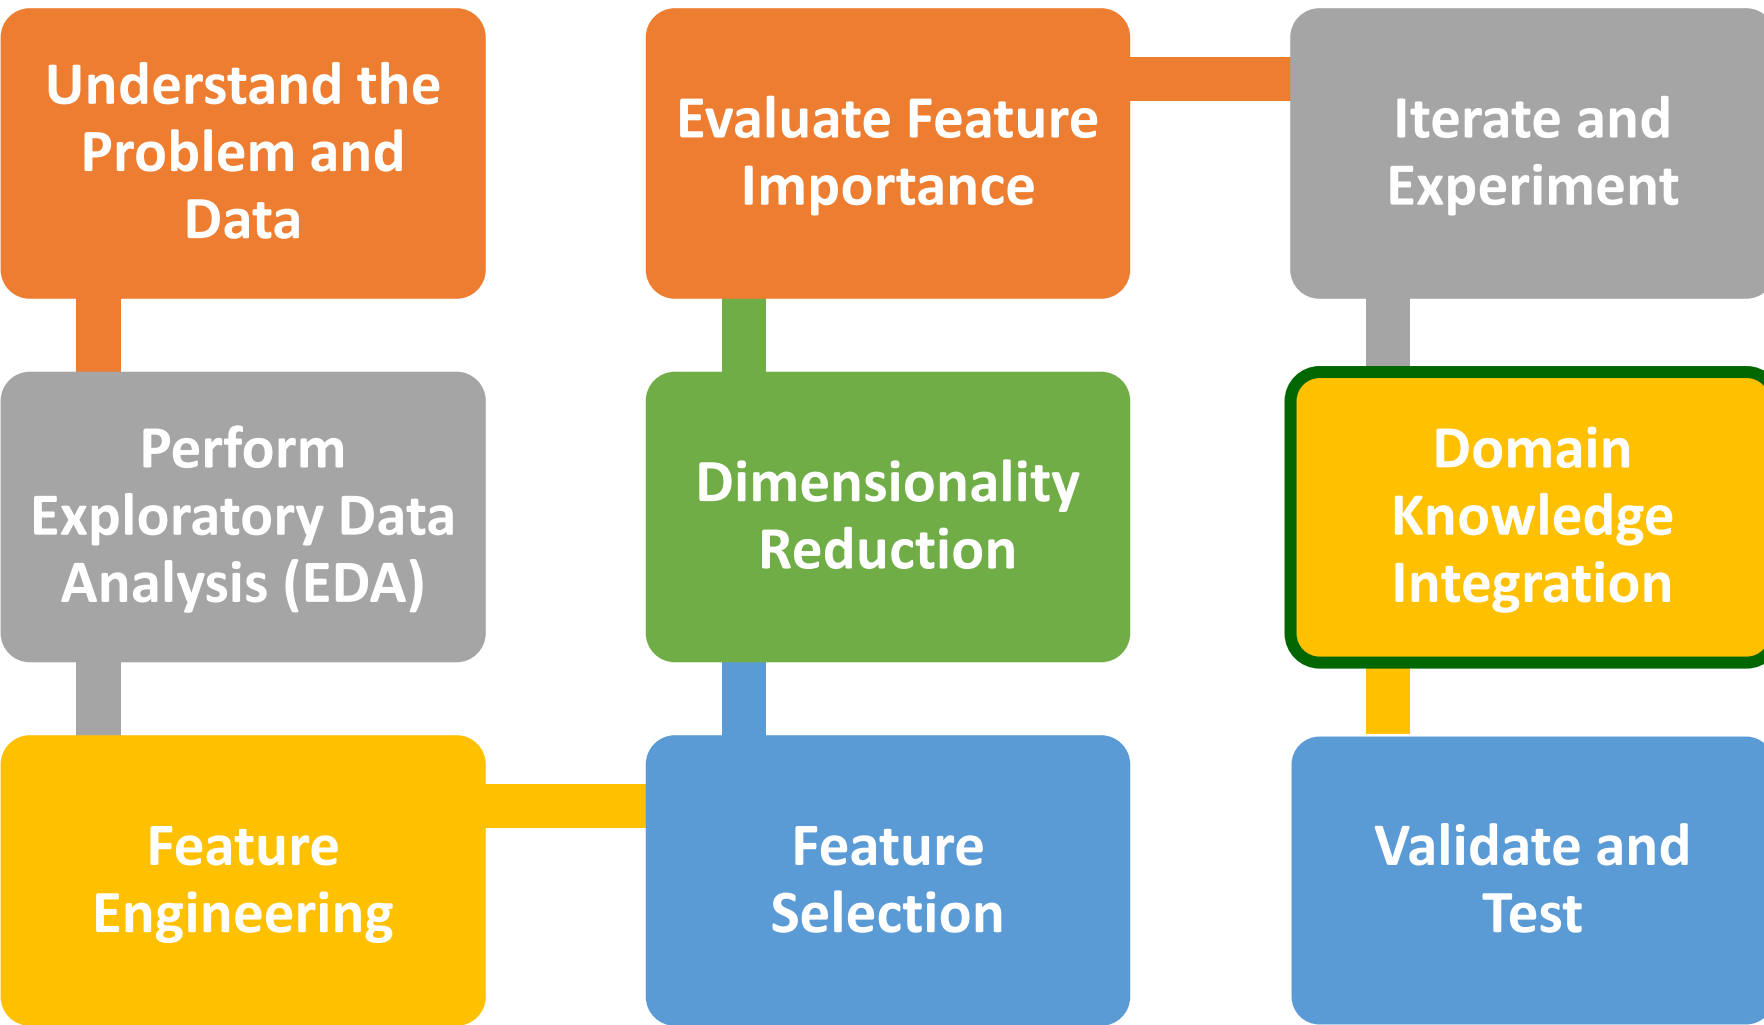 Understand the
Problem and
Data
Perform
Exploratory Data
Analysis (EDA)
Feature
Engineering
Feature
Selection
Dimensionality
Reduction
Evaluate Feature
Importance
Iterate and
Experiment
Domain
Knowledge
Integration
Validate and
Test